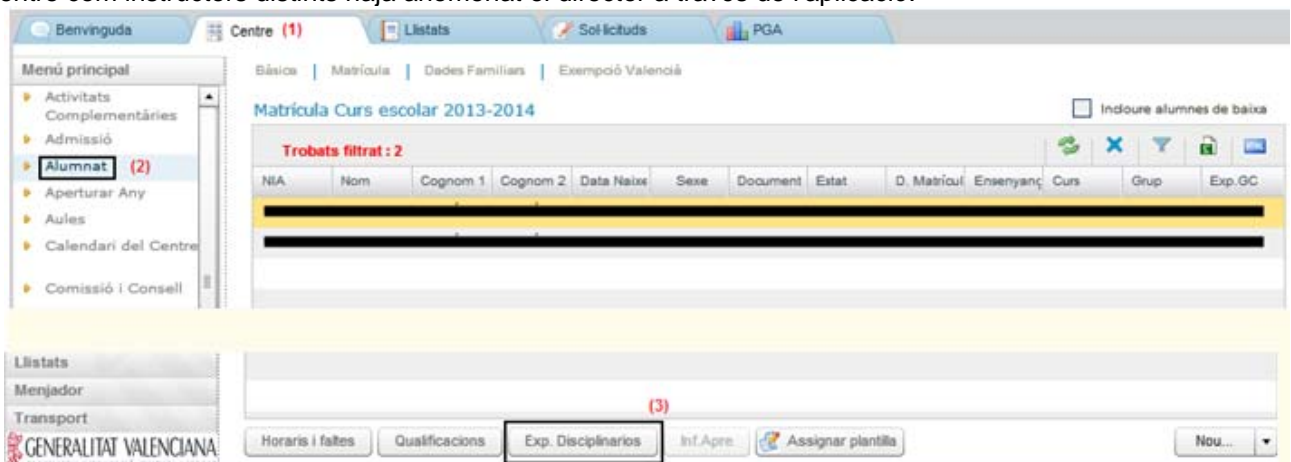 entre com instructors distints haja anomenat el director a través de l'aplicació.
Benvinguda
Centre (1)
Llistats
Sol·licituds
PGA
Menú principal
Bàsica | Matrícula | Dades Familiars | Exempció Valencià
Activitats
Complementàries
Matrícula Curs escolar 2013-2014
Incloure alumnes de baixa
Admissió
Trobats filtrat : 2
Alumnat (2)
NIA Nom Cognom 1 Cognom 2 Data Naixe Sexe Document Estat D. Matrícul Ensenyanç Curs Grup Exp.GC
Aperturar Any
Aules
Calendari del Centre
Comissió i Consell
Llistats
Menjador
Transport
(3)
GENERALITAT VALENCIANA
Horaris i faltes Qualificacions Exp. Disciplinarios Inf.Apre Assignar plantilla Nou...